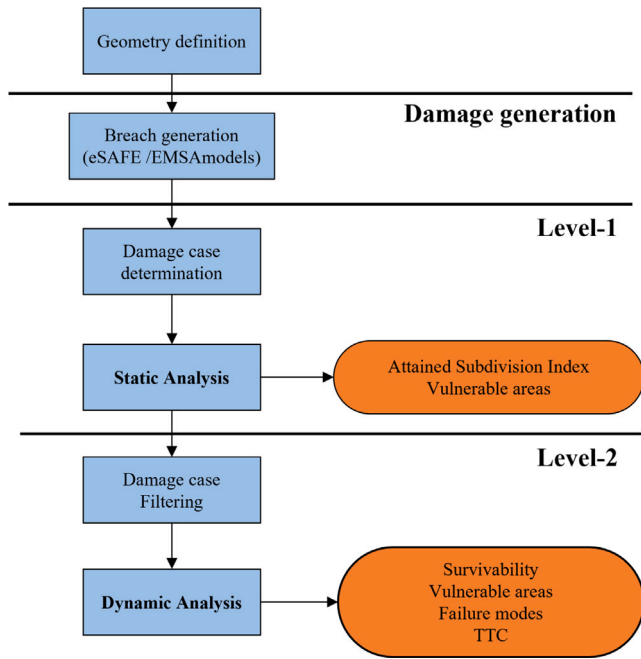 Geometry definition
Damage generation
Breach generation
(eSAFE /EMSAmodels)
Level-1
Damage case
determination
Static Analysis
Attained Subdivision Index
Vulnerable areas
Level-2
Damage case
Filtering
Dynamic Analysis
Survivability
Vulnerable areas
Failure modes
TTC